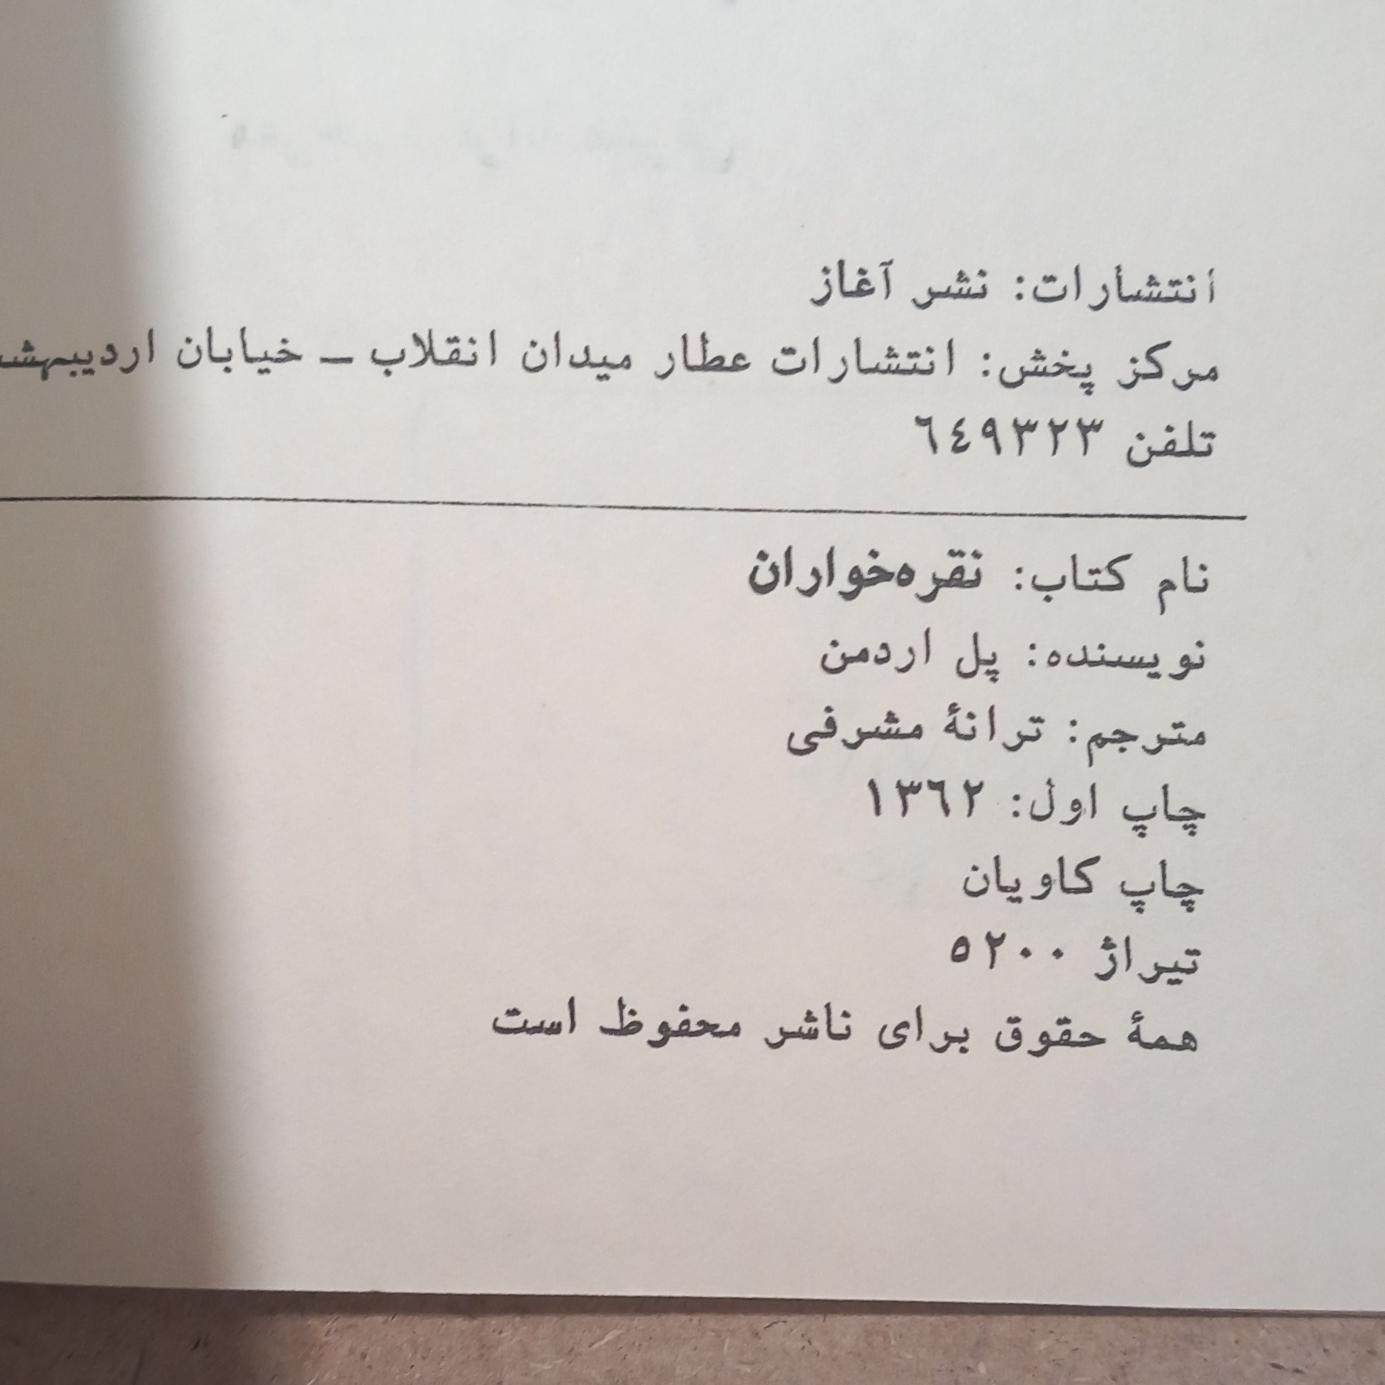 انتشارات: نشر آغاز
مرکز پخش: انتشارات عطار میدان انقلاب ــ خیابان
تلفن ٦٤٩٣٢٣
نام کتاب: نقره‌خواران
نویسنده: پل اردمن
مترجم: ترانهٔ مشرفی
چاپ اول: ١٣٦٢
چاپ کاویان
تیراژ ٥٢٠٠
همهٔ حقوق برای ناشر محفوظ است